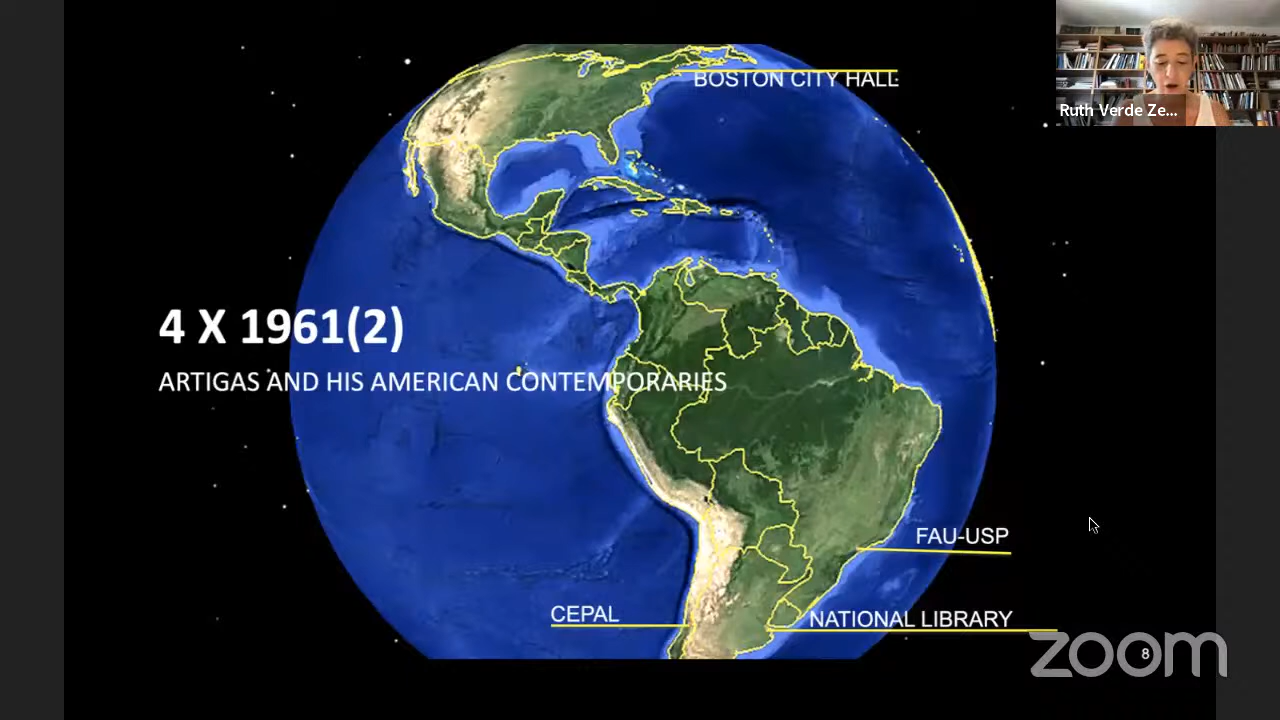 BOSTON CITY HALL
Ruth Verde Ze...
4 X 1961(2)
ARTIGAS AND HIS AMERICAN CONTEMPORARIES
FAU-USP
CEPAL
NATIONAL LIBRARY
8
zoom